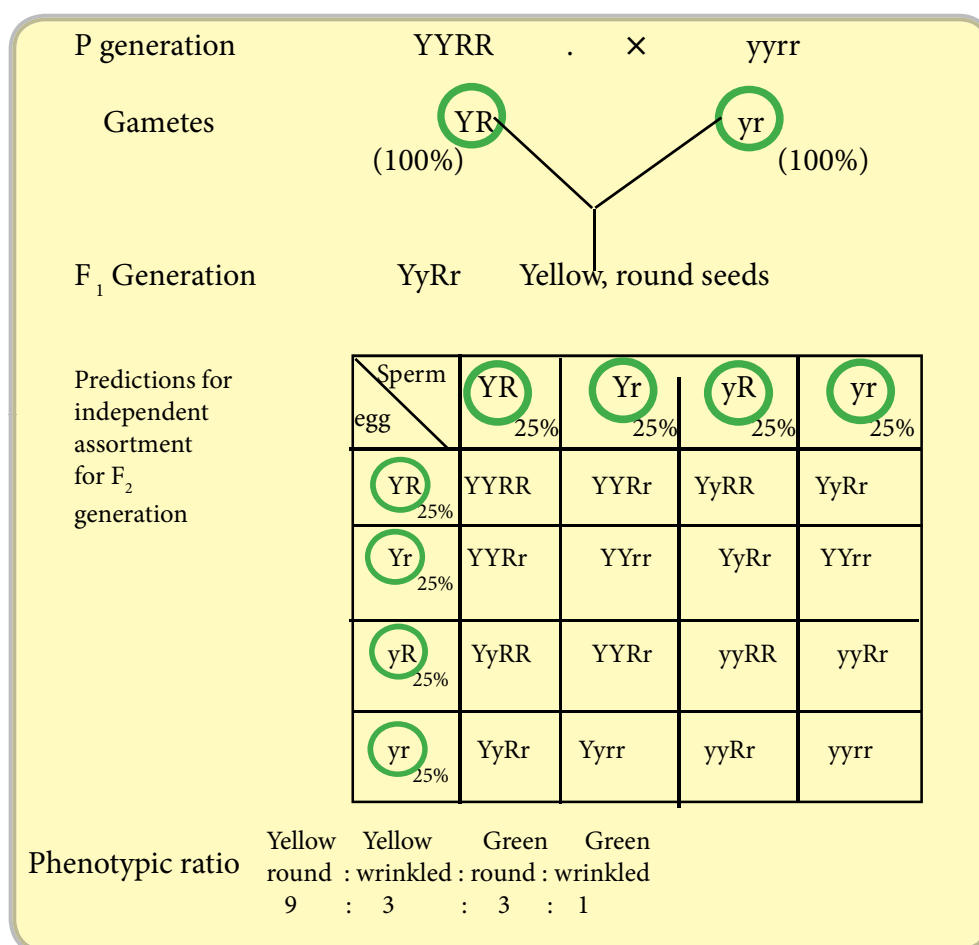 P generation YYRR . × yyrr
Gametes YR yr
(100%) (100%)
F1 Generation YyRr Yellow, round seeds
Predictions for
independent
assortment
for F2
generation
Sperm YR Yr yR yr
egg 25% 25% 25% 25%
YR YYRR YYRr YyRR YyRr
25%
Yr YYRr YYrr YyRr YYrr
25%
yR YyRR YYRr yyRR yyRr
25%
yr YyRr Yyrr yyRr yyrr
25%
Yellow Yellow Green Green
Phenotypic ratio round : wrinkled : round : wrinkled
9 : 3 : 3 : 1